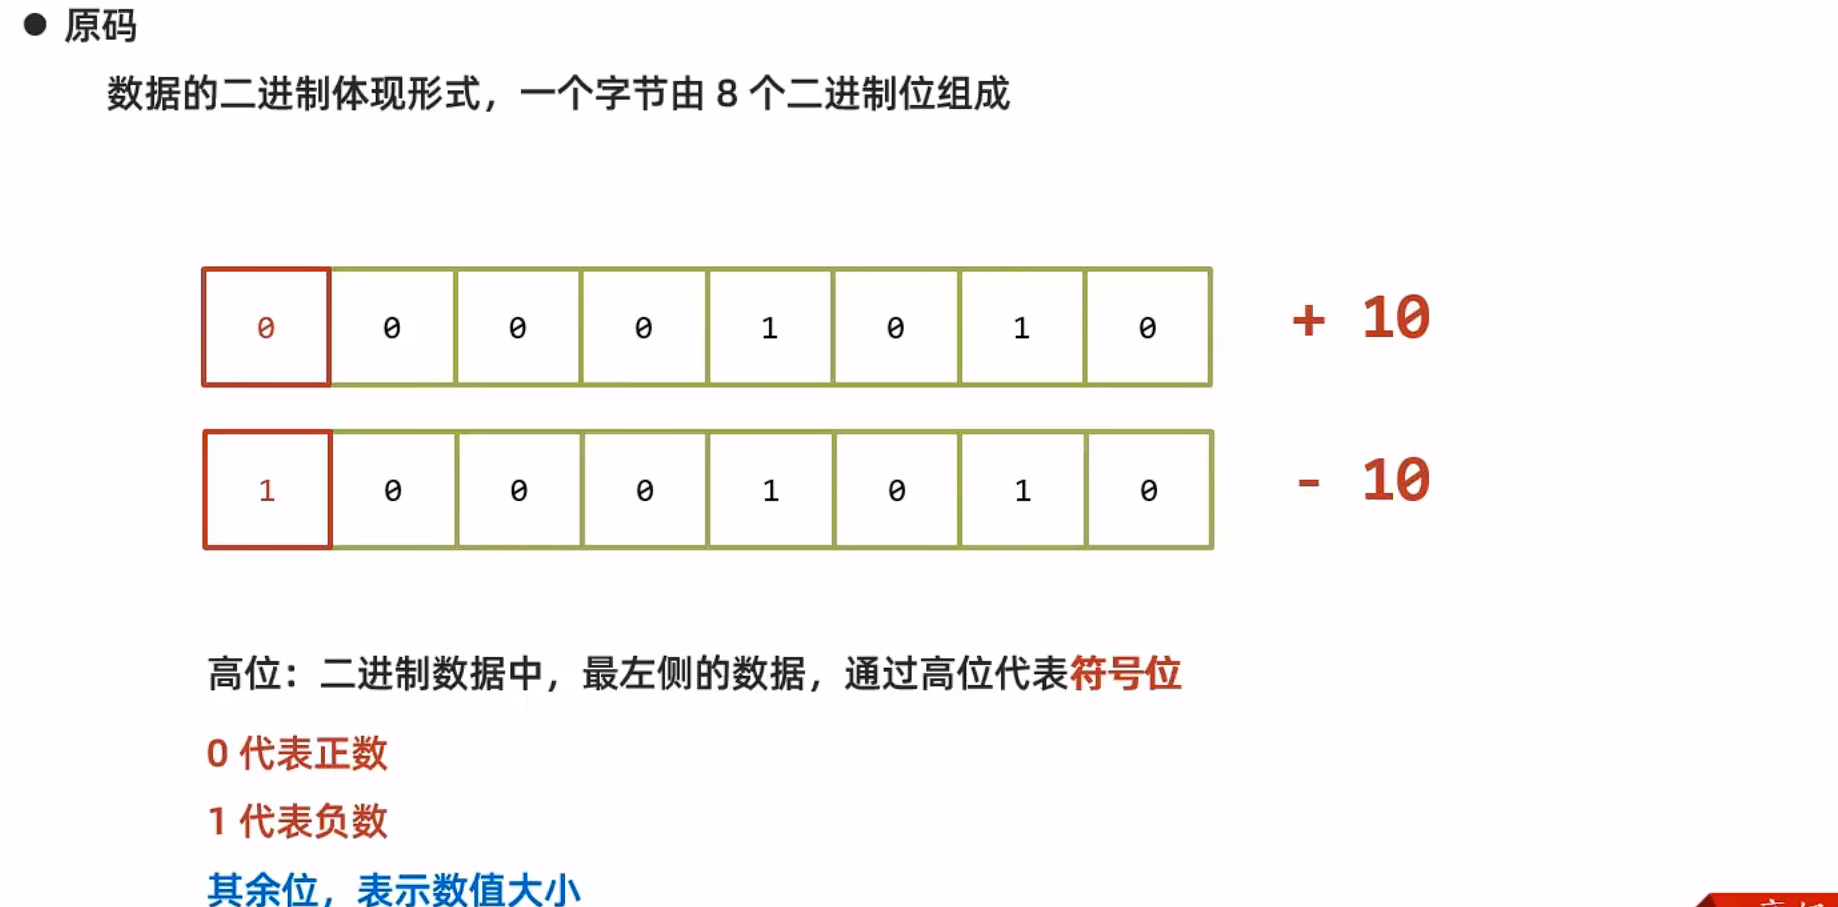 ● 原码
数据的二进制体现形式，一个字节由 8 个二进制位组成
0 0 0 0 1 0 1 0 + 10
1 0 0 0 1 0 1 0 - 10
高位：二进制数据中，最左侧的数据，通过高位代表符号位
0 代表正数
1 代表负数
其余位，表示数值大小